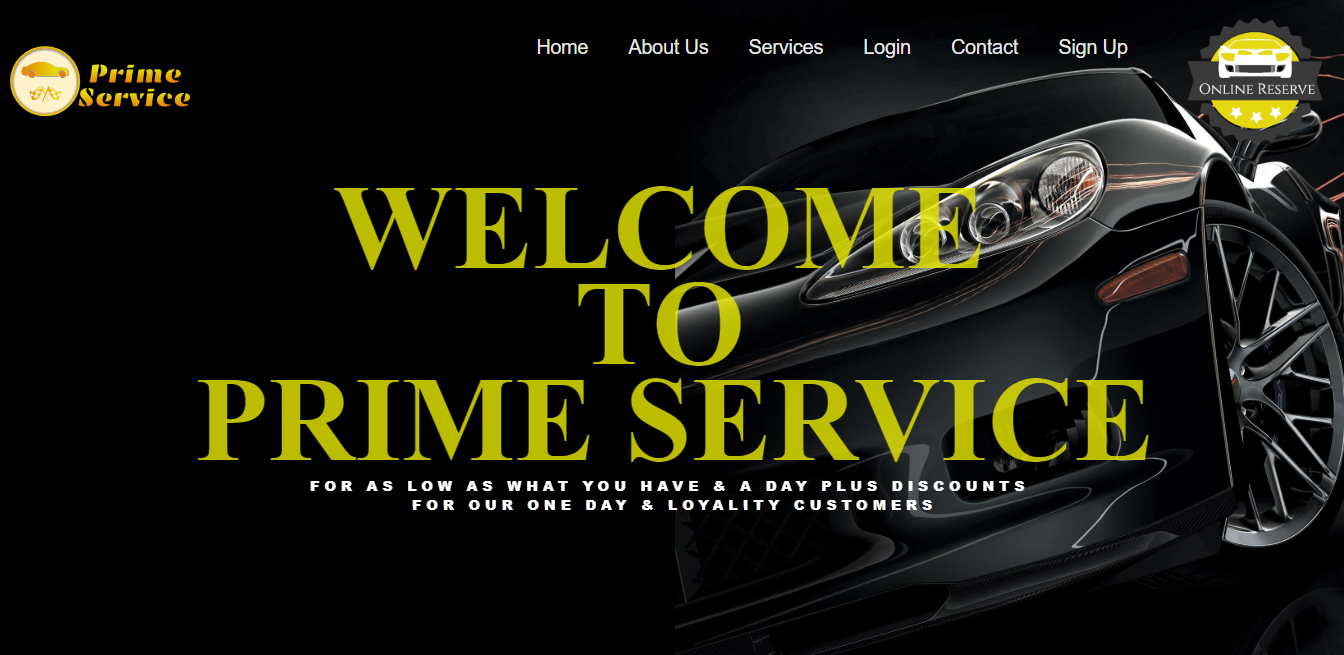 Home About Us Services Login Contact Sign Up
Prime
Service
ONLINE RESERVE
WELCOME
TO
PRIME SERVICE
FOR AS LOW AS WHAT YOU HAVE & A DAY PLUS DISCOUNTS
FOR OUR ONE DAY & LOYALITY CUSTOMERS